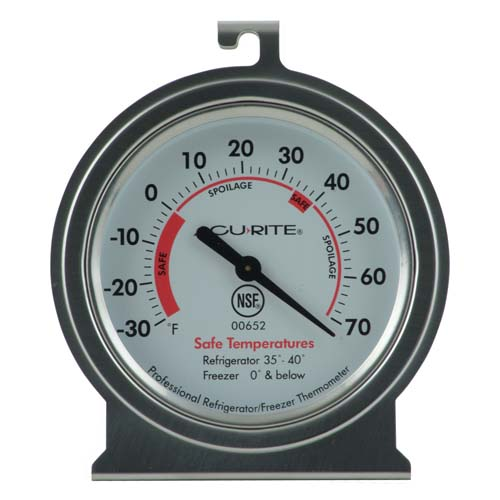 -30
-20
-10
0
10
20
30
40
50
60
70
°F
SAFE
SPOILAGE
SAFE
SPOILAGE
CU›RITE®
NSF®
00652
Safe Temperatures
Refrigerator 35°- 40°
Freezer 0° & below
Professional Refrigerator/Freezer Thermometer